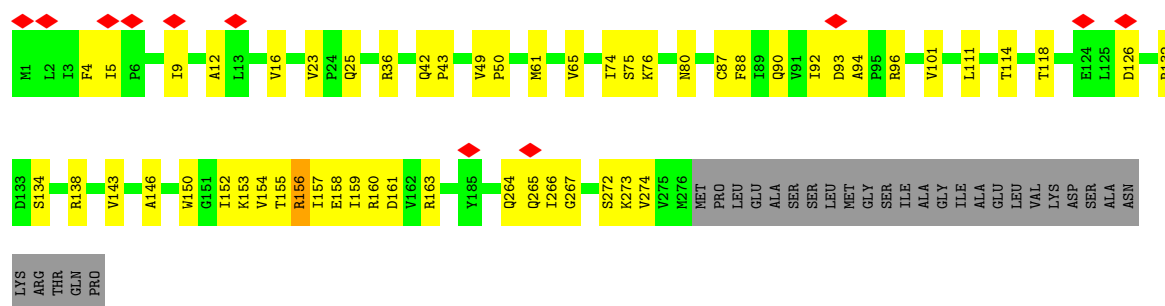 M1 L2 I3 F4 I5 P6 I9 A12 L13 V16 V23 P24 Q25 R36 Q42 P43 V49 P50 M61 V65 I74 S75 K76 N80 C87 F88 I89 Q90 V91 I92 D93 A94 P95 R96 V101 L111 T114 T118 E124 L125 D126
D133 S134 R138 V143 A146 W150 G151 I152 K153 V154 T155 R156 I157 E158 I159 R160 D161 V162 R163 Y185 Q264 Q265 I266 G267 S272 K273 V274 V275 M276 MET PRO LEU GLU ALA SER SER LEU MET GLY SER ILE ALA GLY ILE ALA GLU LEU VAL LYS ASP SER ALA ASN
LYS ARG THR GLN PRO